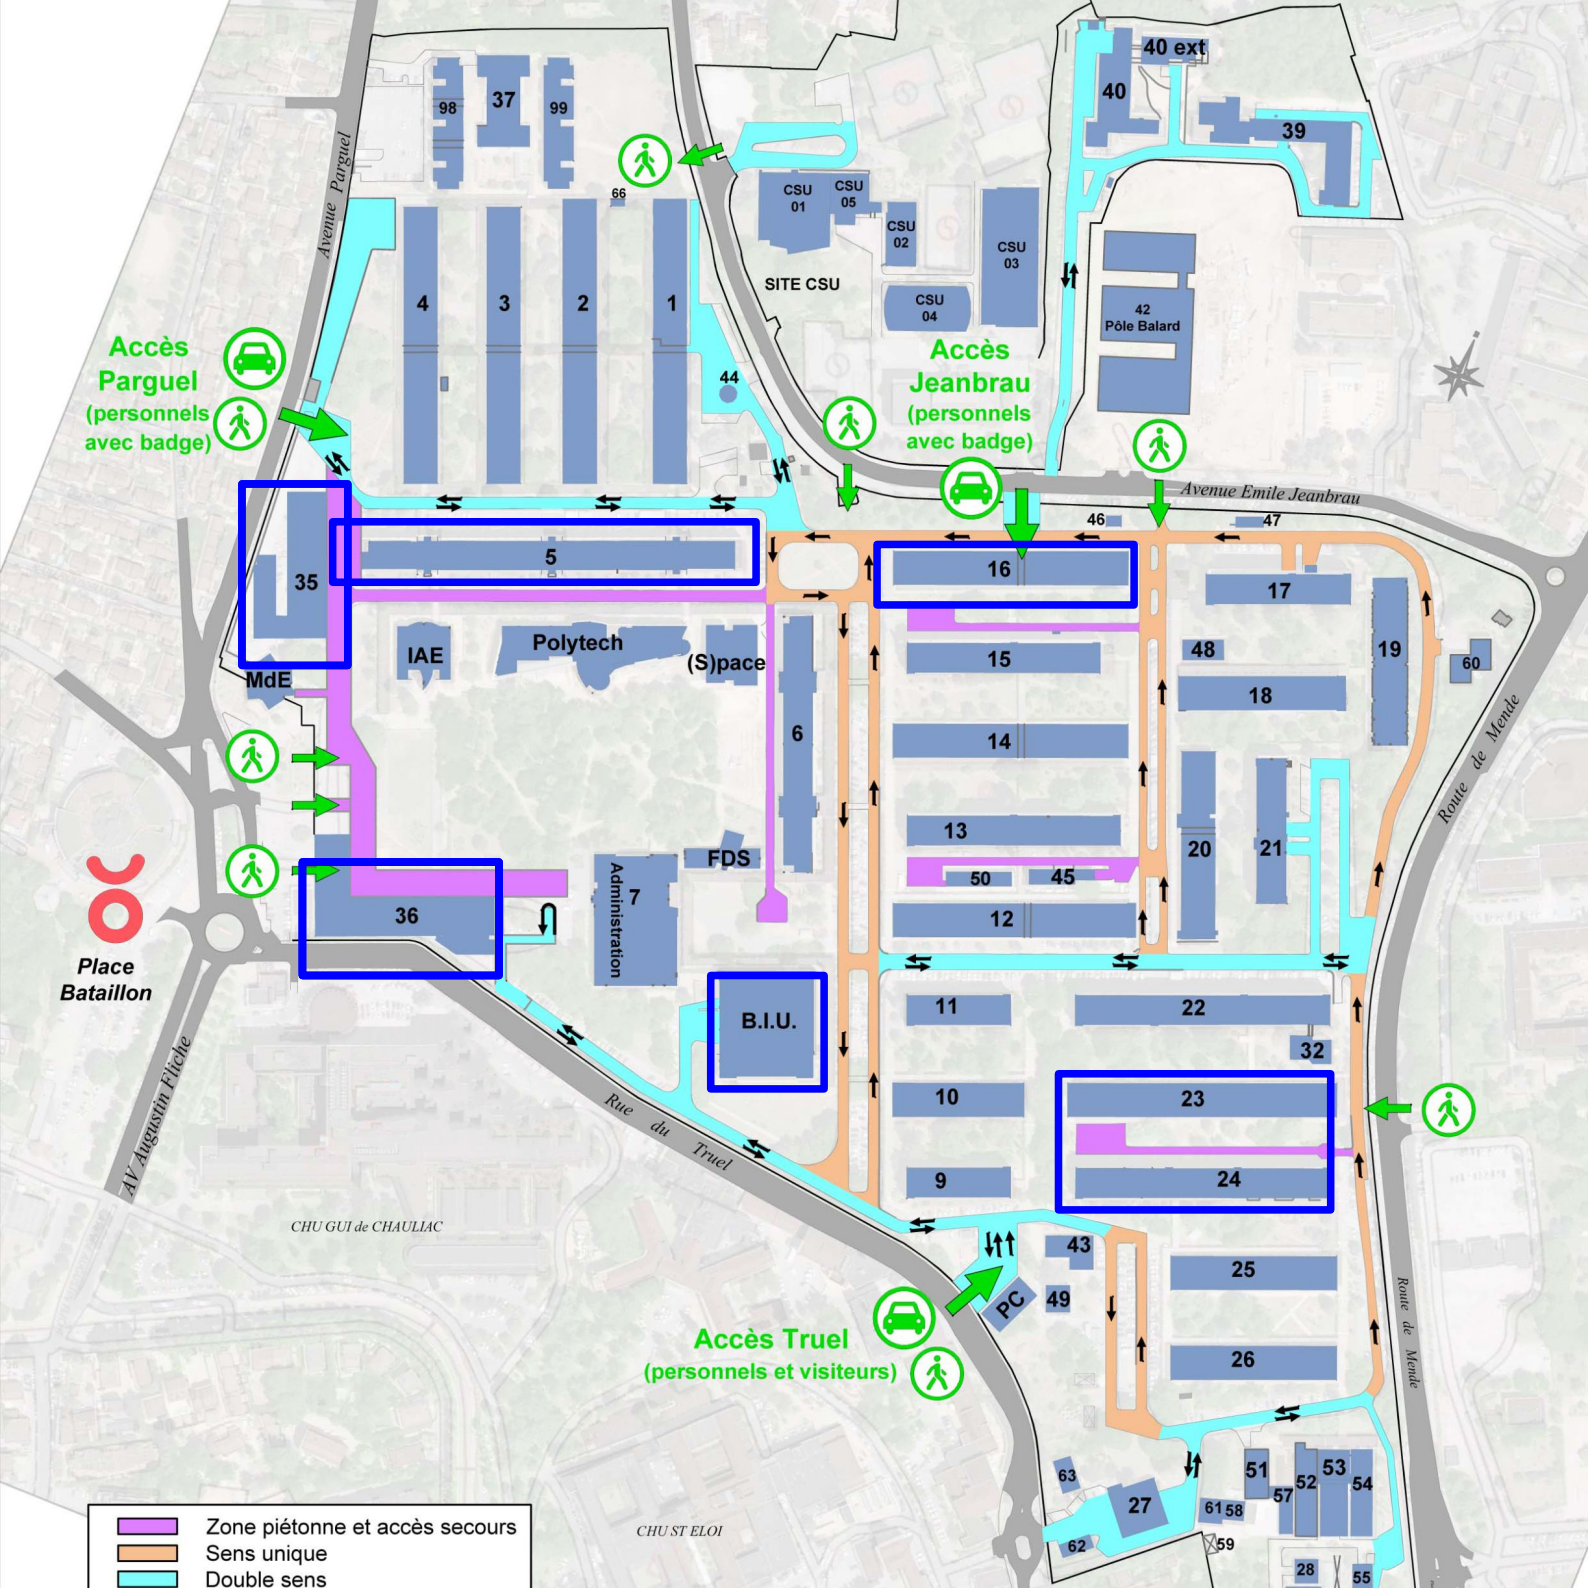 40 ext
40
98
37
99
39
Avenue Parguel
66
CSU
01
CSU
05
CSU
02
CSU
03
SITE CSU
CSU
04
42
Pôle Balard
4
3
2
1
44
Accès
Parguel
(personnels
avec badge)
Accès
Jeanbrau
(personnels
avec badge)
Avenue Emile Jeanbrau
46
47
5
35
16
17
IAE
Polytech
(S)pace
MdE
15
48
19
60
18
6
14
Route de Mende
13
20
21
FDS
50
45
Administration
7
36
12
Place
Bataillon
11
22
B.I.U.
32
10
23
Rue du Truel
AV Augustin Fliche
9
24
CHU GUI de CHAULIAC
43
25
PC
49
Route de Mende
Accès Truel
(personnels et visiteurs)
26
63
51
52
53
54
57
27
61
58
62
59
CHU ST ELOI
28
55
Zone piétonne et accès secours
Sens unique
Double sens